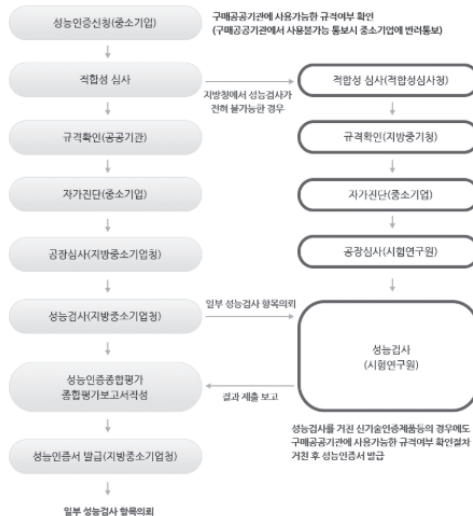 성능인증신청(중소기업)
구매공공기관에 사용가능한 규격여부 확인
(구매공공기관에서 사용불가능 통보시 중소기업에 반려통보)
적합성 심사
지방청에서 성능검사가
전혀 불가능한 경우
적합성 심사(적합성심사청)
규격확인(공공기관)
규격확인(지방중기청)
자가진단(중소기업)
자가진단(중소기업)
공장심사(지방중소기업청)
공장심사(시험연구원)
성능검사(지방중소기업청)
일부 성능검사 항목의뢰
성능검사
(시험연구원)
성능인증종합평가
종합평가보고서작성
결과 제출 보고
성능검사를 거친 신기술인증제품등의 경우에도
구매공공기관에 사용가능한 규격여부 확인절차
거친 후 성능인증서 발급
성능인증서 발급(지방중소기업청)
일부 성능검사 항목의뢰